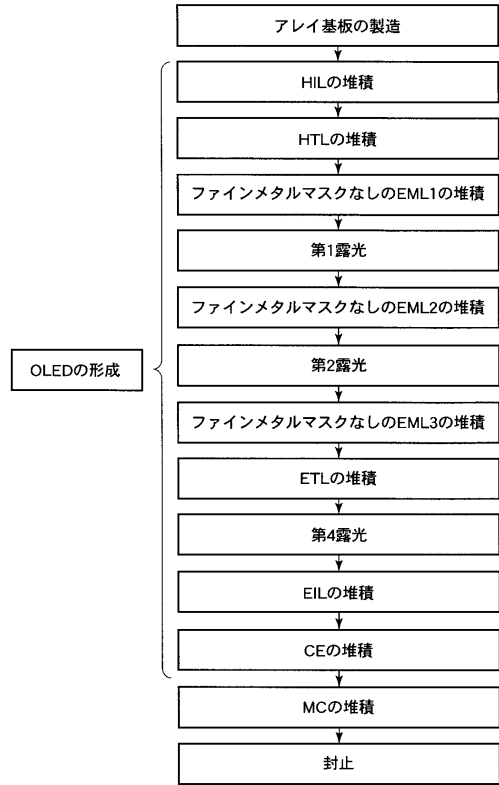 アレイ基板の製造
HILの堆積
HTLの堆積
ファインメタルマスクなしのEML1の堆積
第1露光
ファインメタルマスクなしのEML2の堆積
OLEDの形成
第2露光
ファインメタルマスクなしのEML3の堆積
ETLの堆積
第4露光
EILの堆積
CEの堆積
MCの堆積
封止